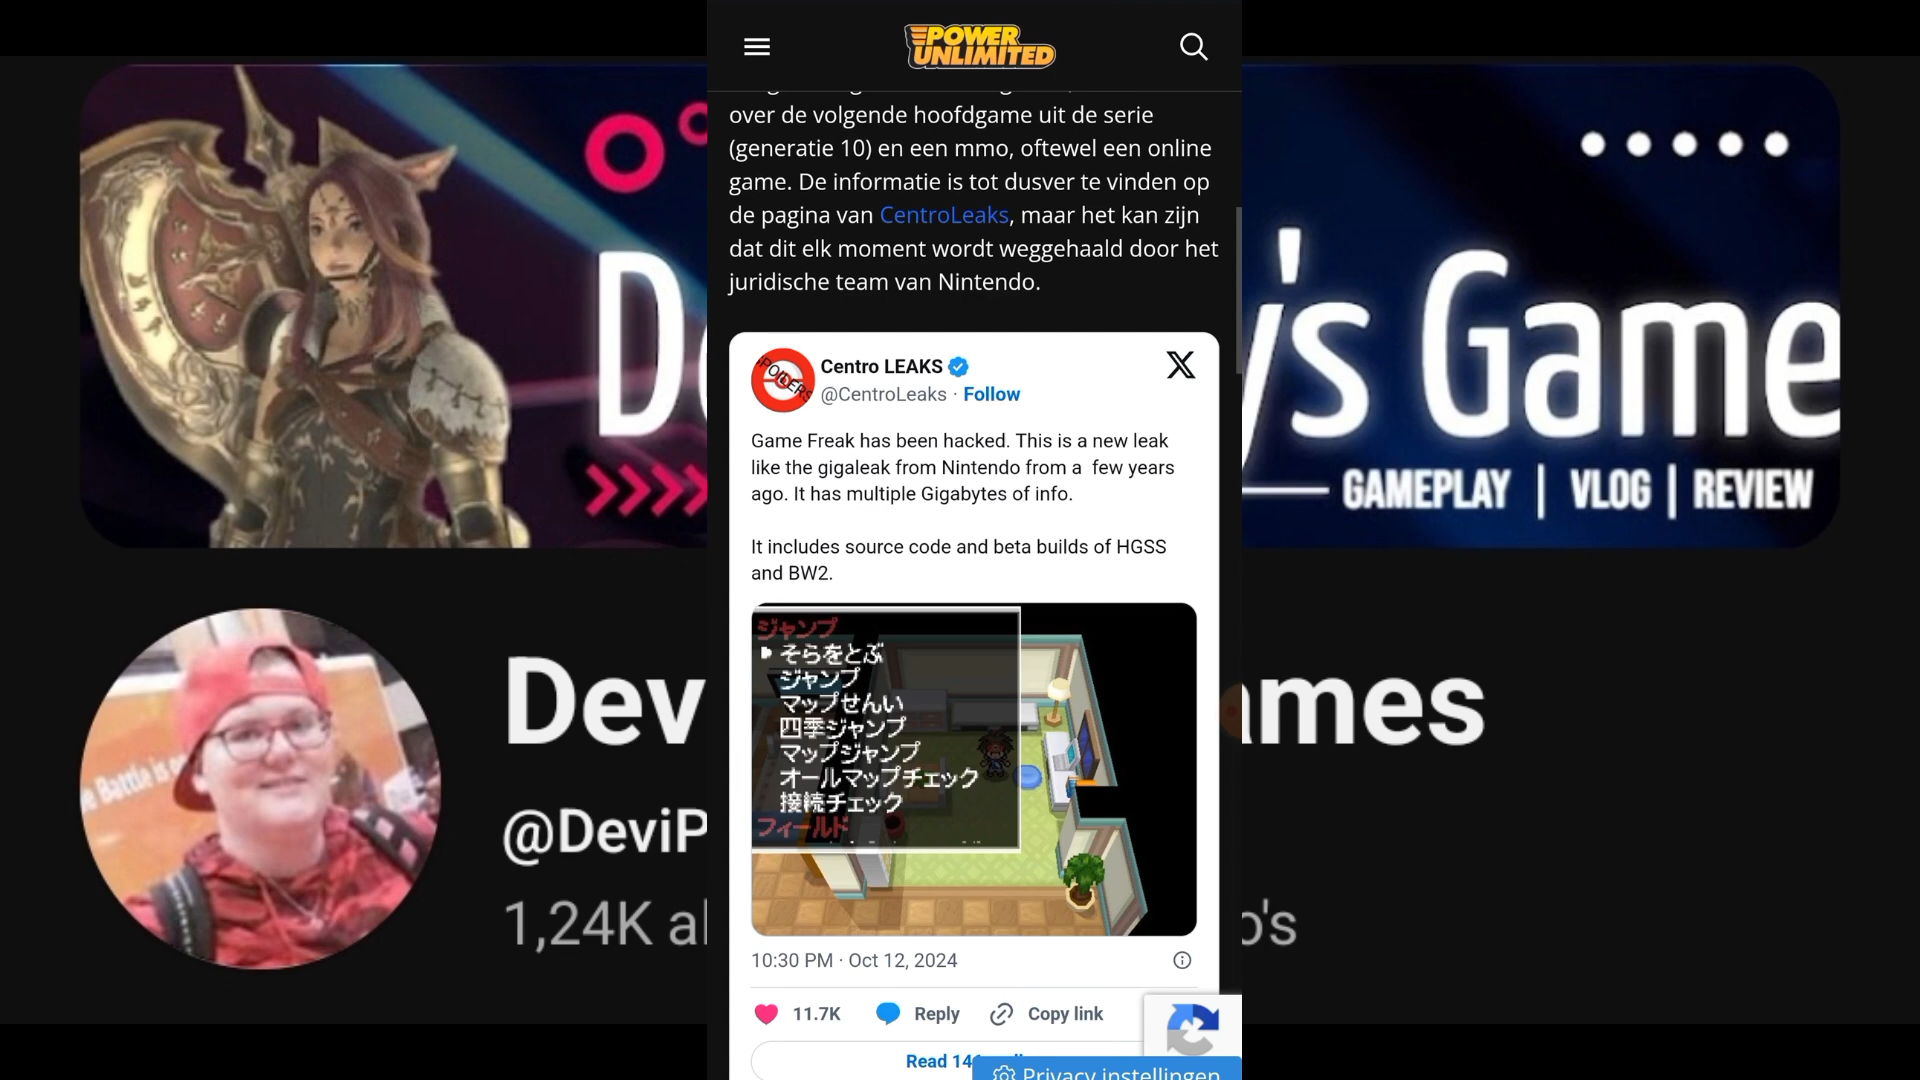 POWER
UNLIMITED
over de volgende hoofdgame uit de serie
(generatie 10) en een mmo, oftewel een online
game. De informatie is tot dusver te vinden op
de pagina van CentroLeaks, maar het kan zijn
dat dit elk moment wordt weggehaald door het
juridische team van Nintendo.
Centro LEAKS
@CentroLeaks · Follow
Game Freak has been hacked. This is a new leak
like the gigaleak from Nintendo from a few years
ago. It has multiple Gigabytes of info.
It includes source code and beta builds of HGSS
and BW2.
ジャンプ
そらをとぶ
ジャンプ
マップせんい
四季ジャンプ
マップジャンプ
オールマップチェック
接続チェック
フィールド
10:30 PM · Oct 12, 2024
11.7K Reply Copy link
Read
Privacy instellingen
's Game
GAMEPLAY | VLOG | REVIEW
Dev
ames
@DeviP
1,24K
o's